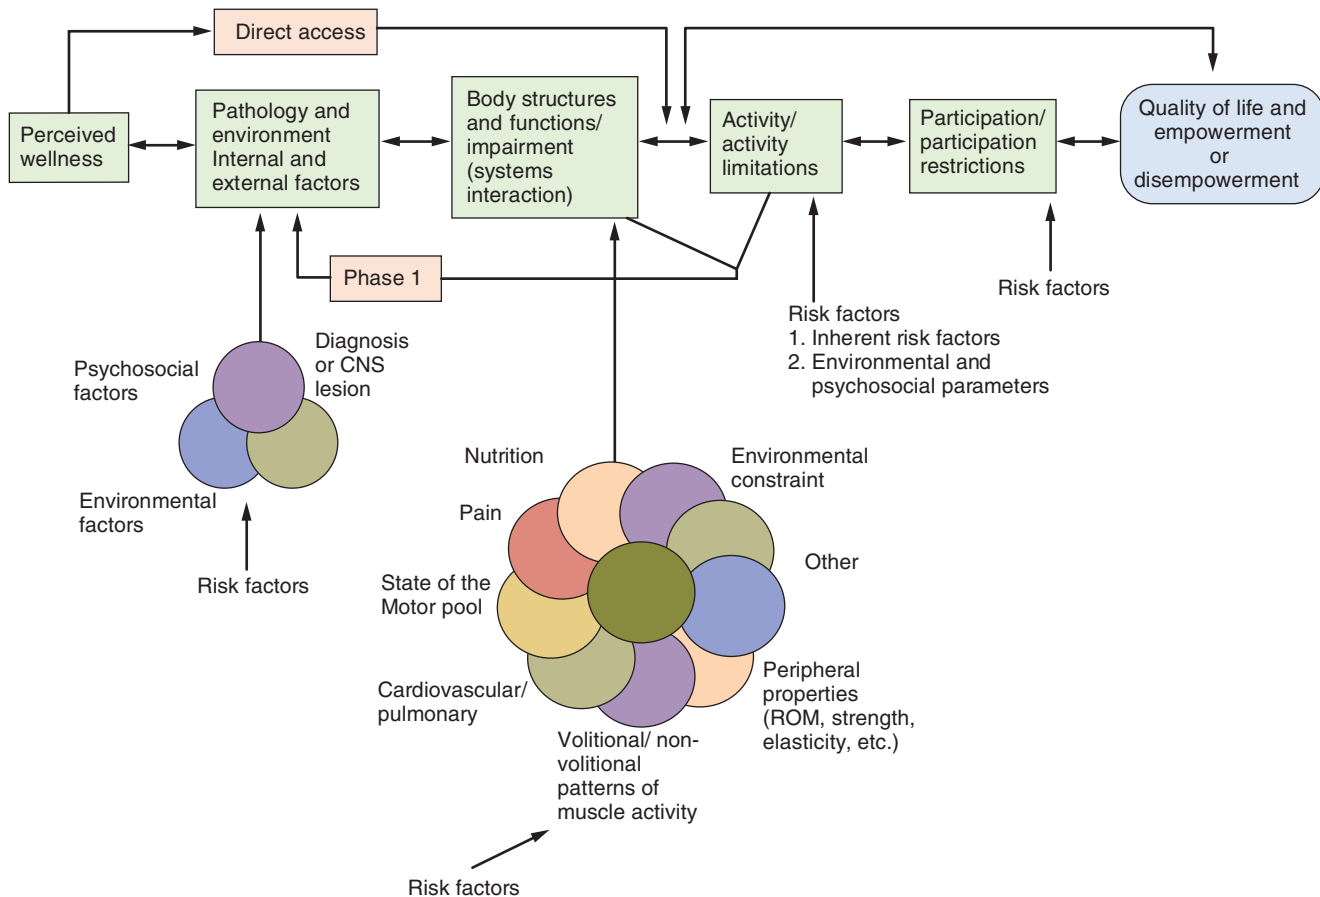 Direct access
Perceived
wellness
Pathology and
environment
Internal and
external factors
Body structures
and functions/
impairment
(systems
interaction)
Activity/
activity
limitations
Participation/
participation
restrictions
Quality of life and
empowerment
or
disempowerment
Phase 1
Risk factors
Risk factors
1. Inherent risk factors
2. Environmental and
psychosocial parameters
Psychosocial
factors
Diagnosis
or CNS
lesion
Environmental
factors
Risk factors
Nutrition
Environmental
constraint
Pain
Other
State of the
Motor pool
Cardiovascular/
pulmonary
Peripheral
properties
(ROM, strength,
elasticity, etc.)
Volitional/ non-
volitional
patterns of
muscle activity
Risk factors